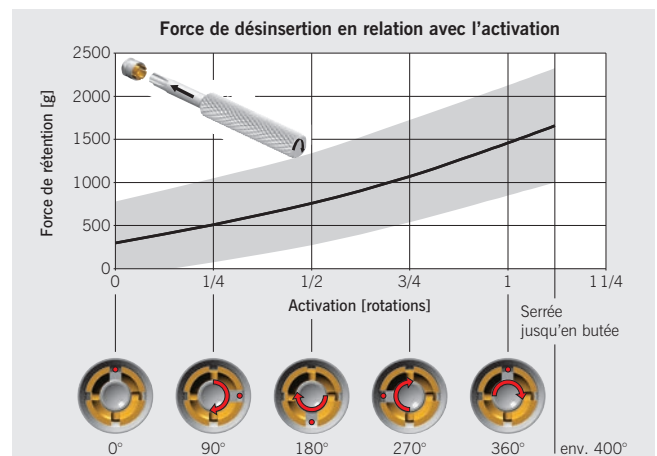 Force de désinsertion en relation avec l'activation
Force de rétention [g]
2500
2000
1500
1000
500
0
0 1/4 1/2 3/4 1 1 1/4
Activation [rotations]
Serrée
jusqu'en butée
0° 90° 180° 270° 360° env. 400°